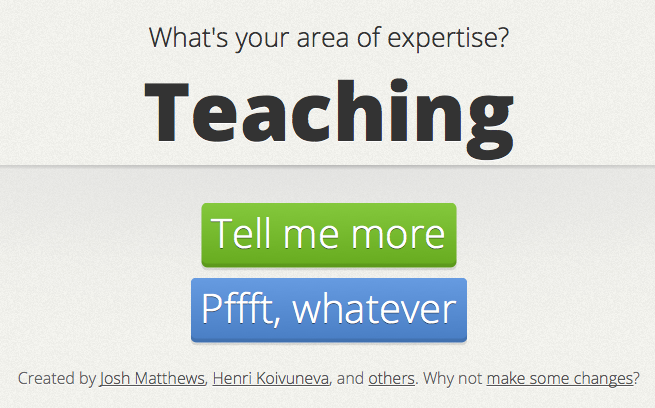 What's your area of expertise?
Teaching
Tell me more
Pffft, whatever
Created by Josh Matthews, Henri Koivuneva, and others. Why not make some changes?